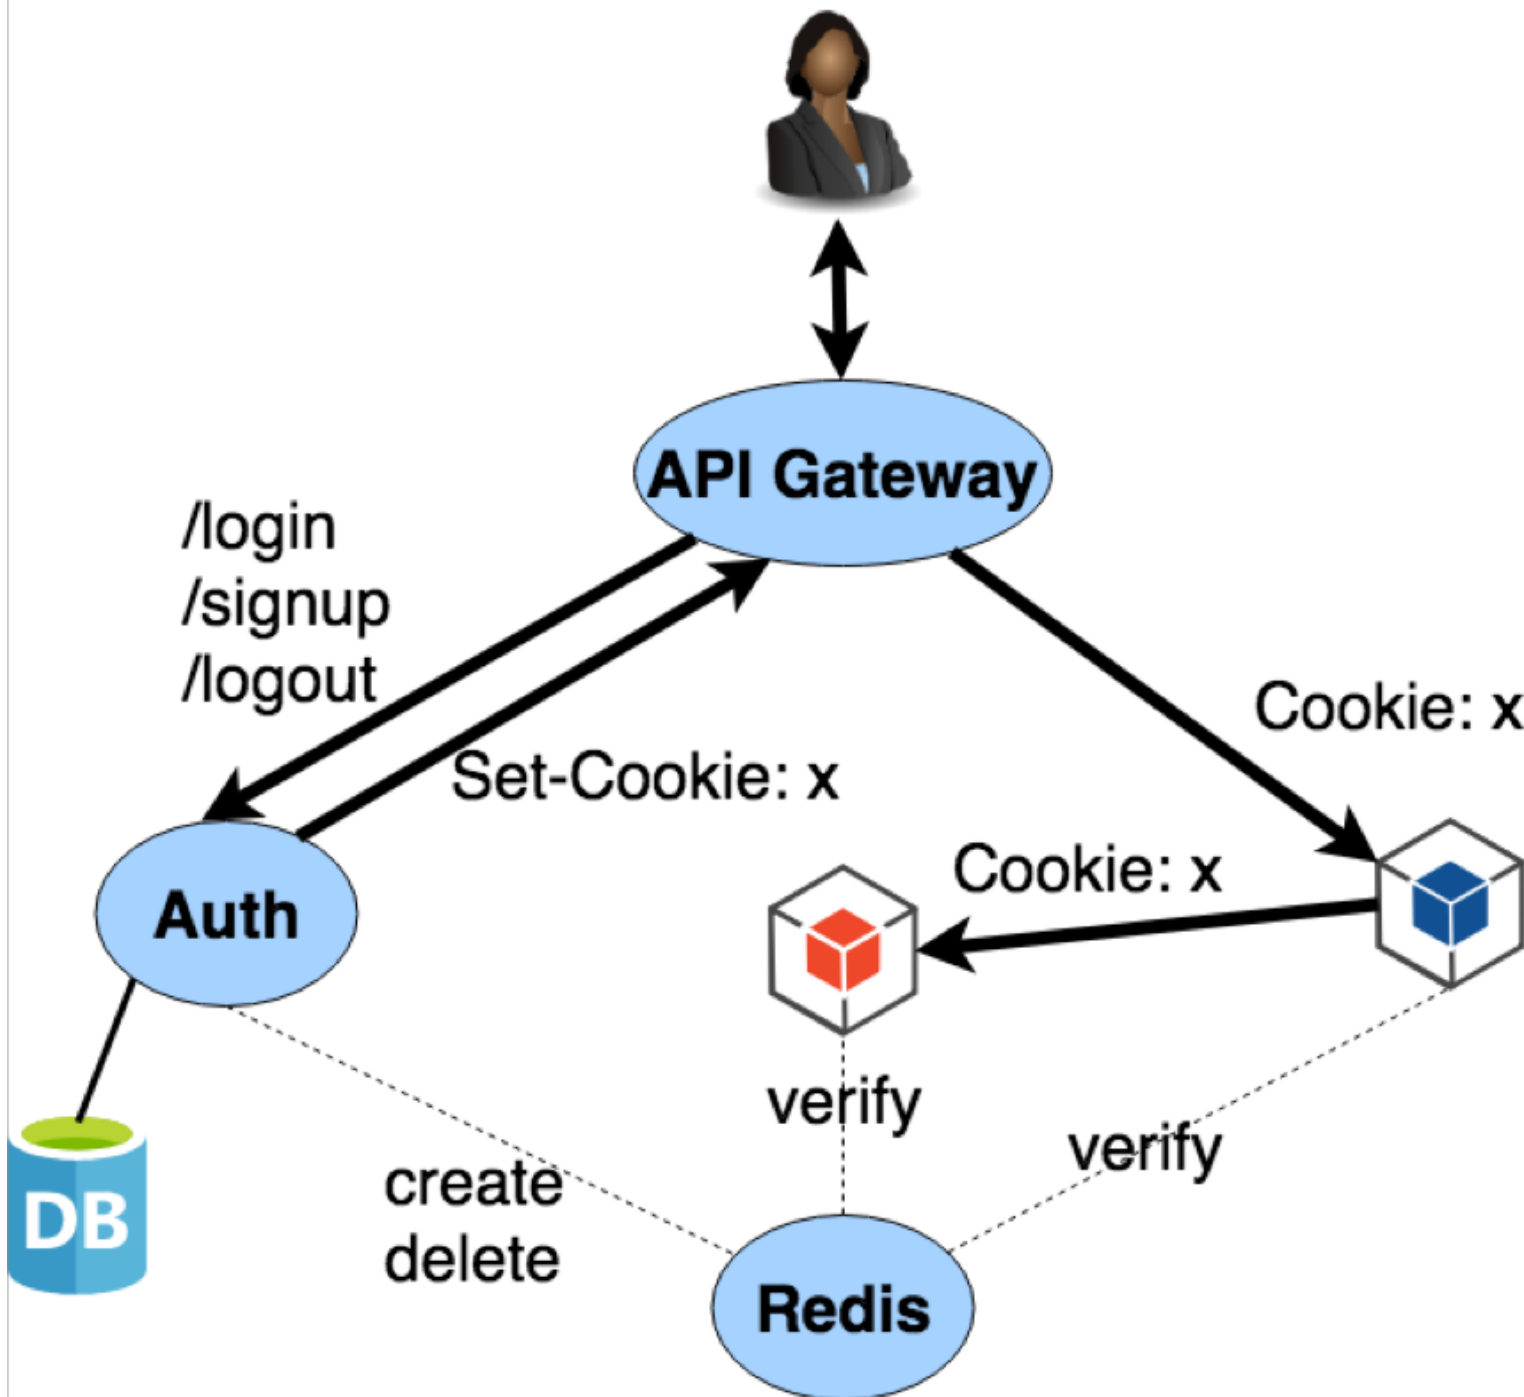 API Gateway
/login
/signup
/logout
Set-Cookie: x
Cookie: x
Cookie: x
Auth
verify
verify
create
delete
DB
Redis